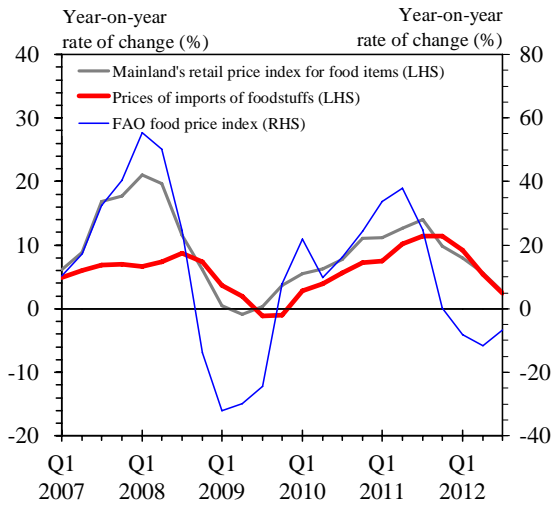 Year-on-year
rate of change (%)
Year-on-year
rate of change (%)
40
30
20
10
0
-10
-20
80
60
40
20
0
-20
-40
Mainland's retail price index for food items (LHS)
Prices of imports of foodstuffs (LHS)
FAO food price index (RHS)
Q1 Q1 Q1 Q1 Q1 Q1
2007 2008 2009 2010 2011 2012